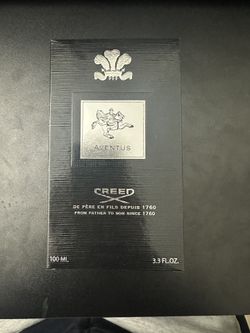 AVENTUS
CREED
DE PÈRE EN FILS DEPUIS 1760
FROM FATHER TO SON SINCE 1760
100 ML
3.3 FL.OZ.